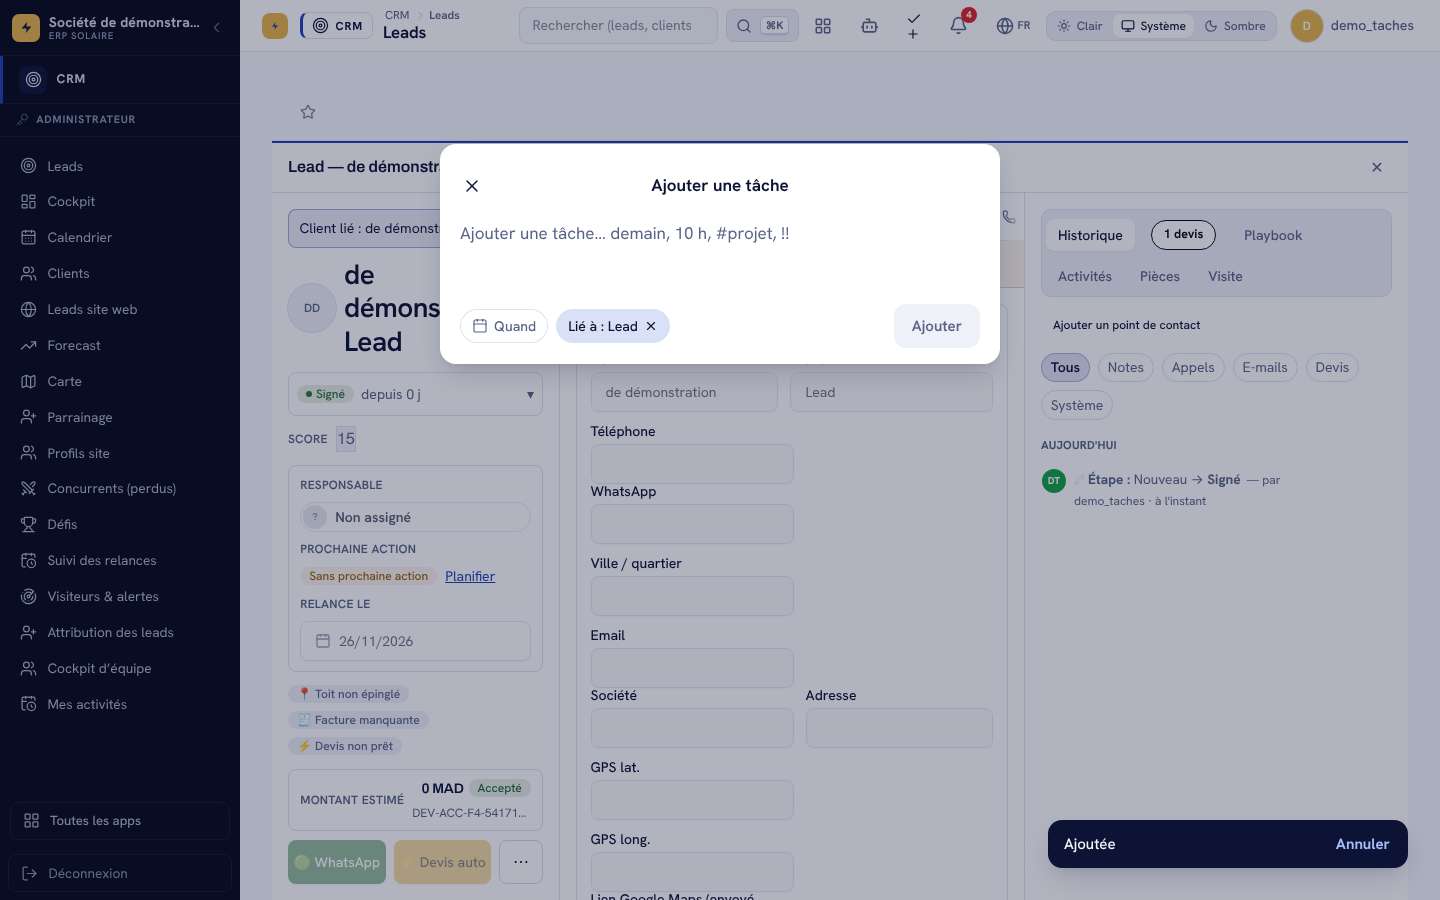 Société de démonstra...
ERP SOLAIRE
CRM
ADMINISTRATEUR
Leads
Cockpit
Calendrier
Clients
Leads site web
Forecast
Carte
Parrainage
Profils site
Concurrents (perdus)
Défis
Suivi des relances
Visiteurs & alertes
Attribution des leads
Cockpit d’équipe
Mes activités
Toutes les apps
Déconnexion
CRM
CRM > Leads
Leads
Rechercher (leads, clients
⌘K
4
FR
Clair
Système
Sombre
D
demo_taches
Lead — de démonstr
Client lié : de démonst
DD
de
démons
Lead
Signé
depuis 0 j
SCORE 15
RESPONSABLE
? Non assigné
PROCHAINE ACTION
Sans prochaine action
Planifier
RELANCE LE
26/11/2026
Toit non épinglé
Facture manquante
Devis non prêt
MONTANT ESTIMÉ
0 MAD
Accepté
DEV-ACC-F4-54171...
WhatsApp
Devis auto
...
Ajouter une tâche
Ajouter une tâche... demain, 10 h, #projet, !!
Quand
Lié à : Lead
Ajouter
de démonstration
Lead
Téléphone
WhatsApp
Ville / quartier
Email
Société
Adresse
GPS lat.
GPS long.
Lien Google Maps (envoyé
Historique
1 devis
Playbook
Activités
Pièces
Visite
Ajouter un point de contact
Tous
Notes
Appels
E-mails
Devis
Système
AUJOURD'HUI
DT
Étape : Nouveau → Signé — par
demo_taches · à l'instant
Ajoutée
Annuler